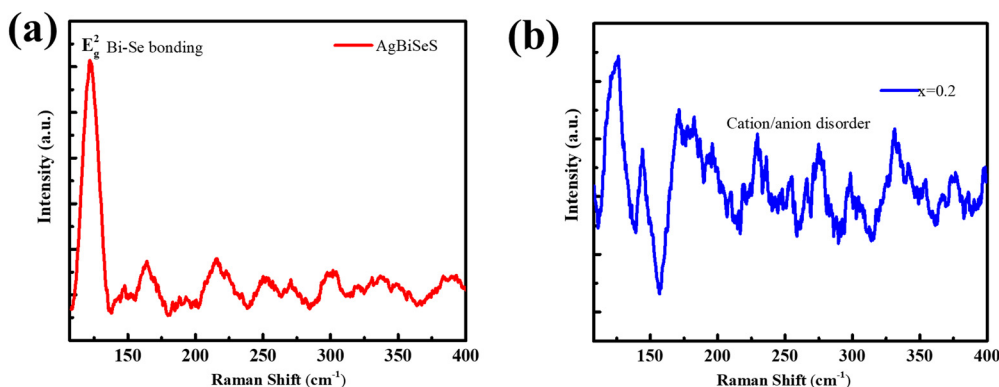 (a)
E²g Bi-Se bonding
AgBiSeS
Intensity (a.u.)
150 200 250 300 350 400
Raman Shift (cm⁻¹)
(b)
x=0.2
Cation/anion disorder
Intensity (a.u.)
150 200 250 300 350 400
Raman Shift (cm⁻¹)